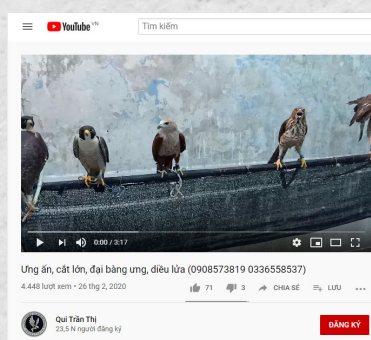 YouTube VN
Tìm kiếm
0:00 / 3:17
Ưng ấn, cắt lớn, đại bàng ưng, diều lửa (0908573819 0336558537)
4.448 lượt xem • 26 thg 2, 2020
71 3 CHIA SẺ LƯU
Qui Trần Thị
23,5 N người đăng ký
ĐĂNG KÝ